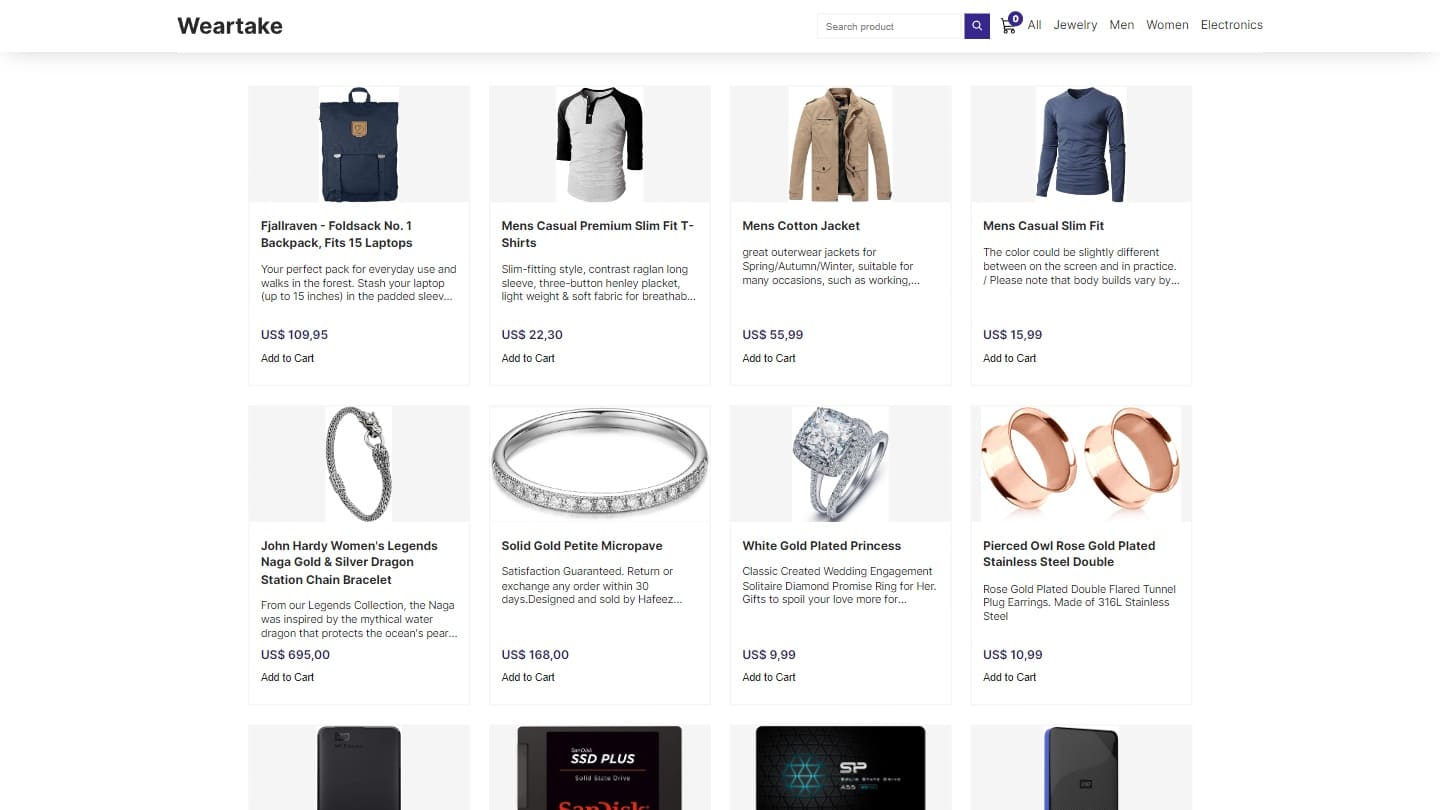 Weartake
Search product
0
All
Jewelry
Men
Women
Electronics
Fjallraven - Foldsack No. 1
Backpack, Fits 15 Laptops
Your perfect pack for everyday use and
walks in the forest. Stash your laptop
(up to 15 inches) in the padded sleev...
US$ 109,95
Add to Cart
Mens Casual Premium Slim Fit T-
Shirts
Slim-fitting style, contrast raglan long
sleeve, three-button henley placket,
light weight & soft fabric for breathab...
US$ 22,30
Add to Cart
Mens Cotton Jacket
great outerwear jackets for
Spring/Autumn/Winter, suitable for
many occasions, such as working,...
US$ 55,99
Add to Cart
Mens Casual Slim Fit
The color could be slightly different
between on the screen and in practice.
/ Please note that body builds vary by...
US$ 15,99
Add to Cart
John Hardy Women's Legends
Naga Gold & Silver Dragon
Station Chain Bracelet
From our Legends Collection, the Naga
was inspired by the mythical water
dragon that protects the ocean's pear...
US$ 695,00
Add to Cart
Solid Gold Petite Micropave
Satisfaction Guaranteed. Return or
exchange any order within 30
days.Designed and sold by Hafeez...
US$ 168,00
Add to Cart
White Gold Plated Princess
Classic Created Wedding Engagement
Solitaire Diamond Promise Ring for Her.
Gifts to spoil your love more for...
US$ 9,99
Add to Cart
Pierced Owl Rose Gold Plated
Stainless Steel Double
Rose Gold Plated Double Flared Tunnel
Plug Earrings. Made of 316L Stainless
Steel
US$ 10,99
Add to Cart
SanDisk
SSD PLUS
Solid State Drive
SanDisk
SP
SOLID STATE DRIVE
A55
WD